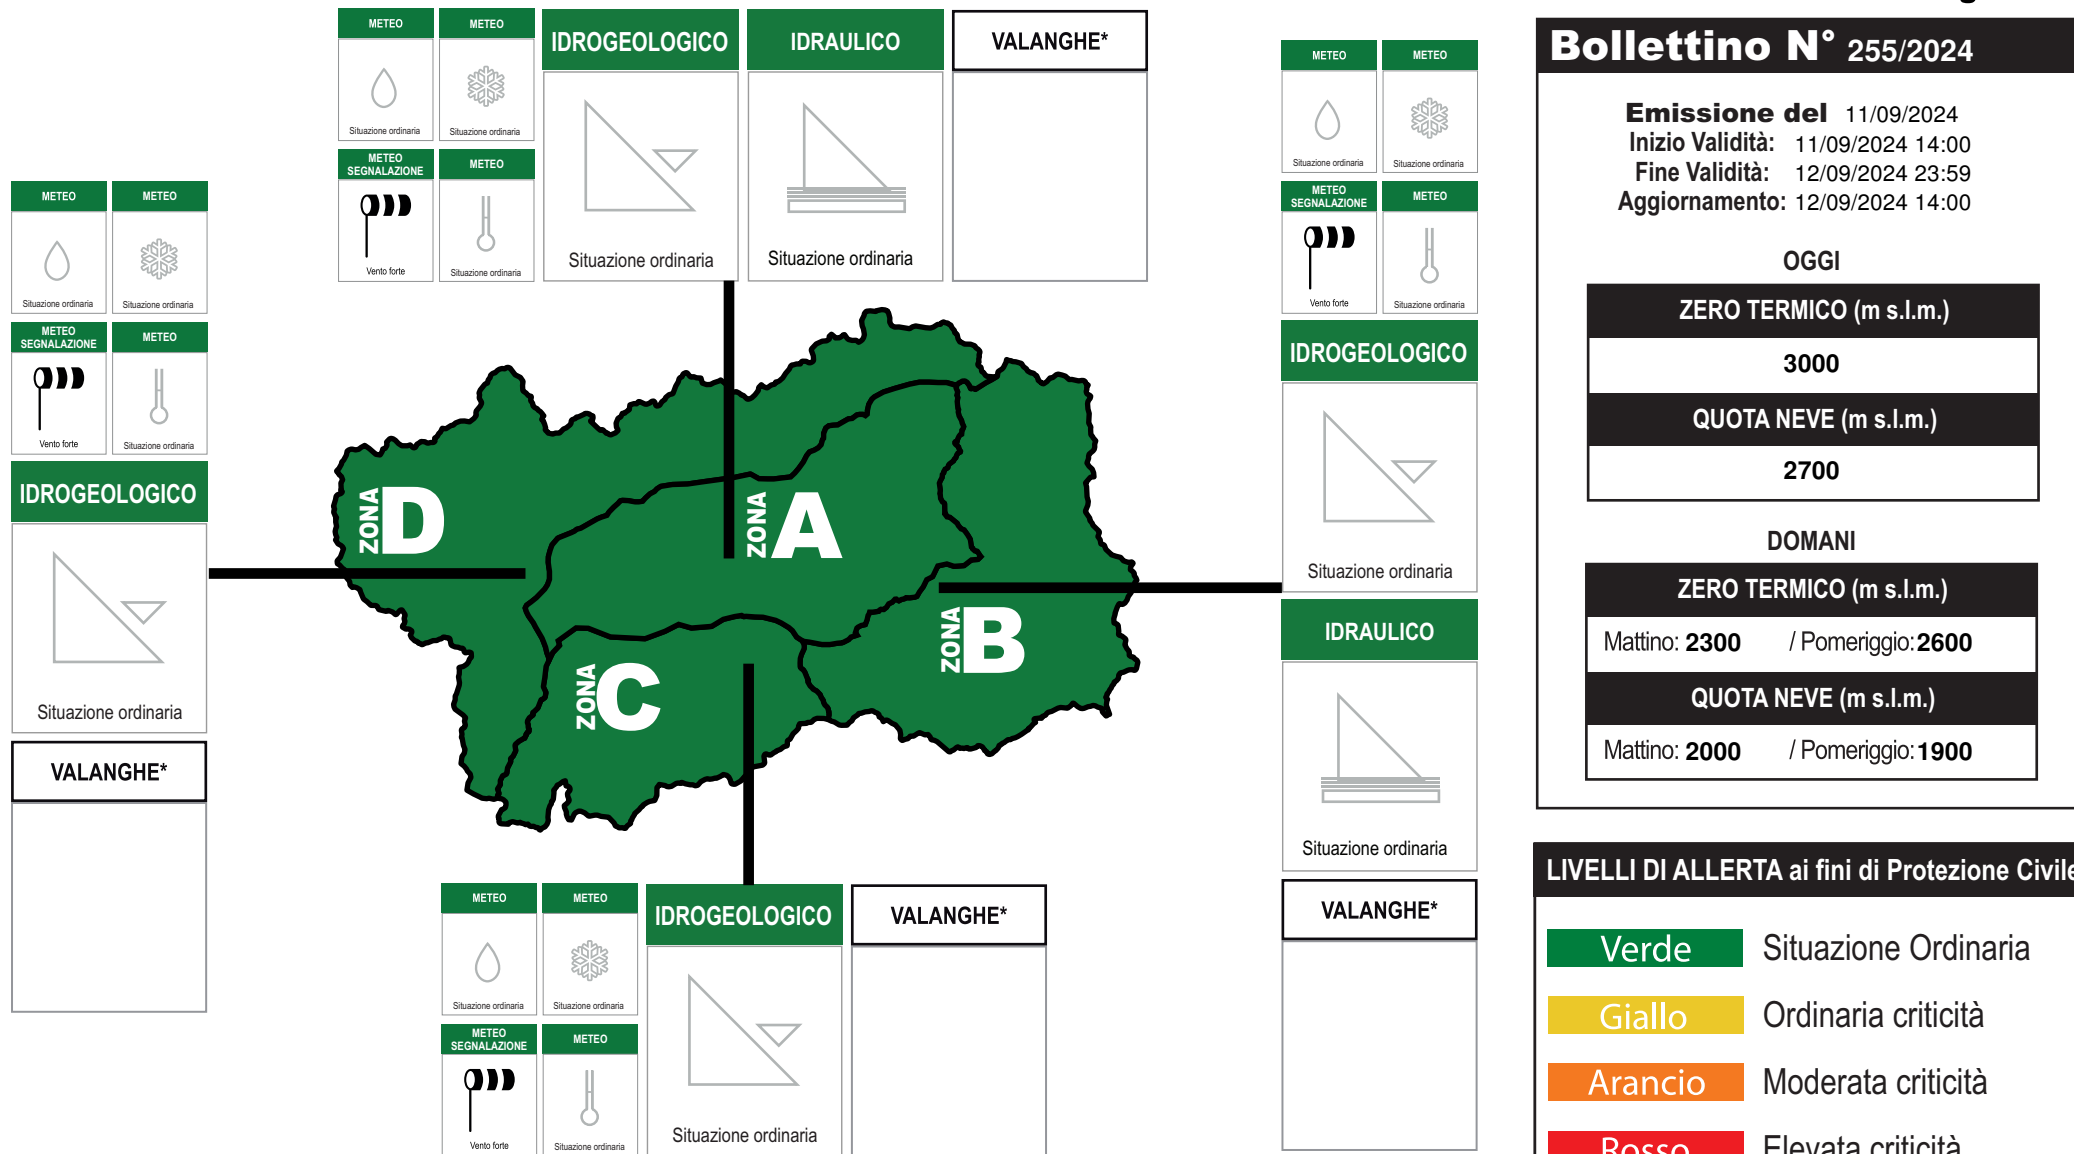 METEO METEO
Situazione ordinaria Situazione ordinaria
METEO SEGNALAZIONE METEO
Vento forte Situazione ordinaria
IDROGEOLOGICO
Situazione ordinaria
IDRAULICO
Situazione ordinaria
VALANGHE*
METEO METEO
Situazione ordinaria Situazione ordinaria
METEO SEGNALAZIONE METEO
Vento forte Situazione ordinaria
IDROGEOLOGICO
Situazione ordinaria
VALANGHE*
ZONA D
ZONA A
ZONA B
ZONA C
METEO METEO
Situazione ordinaria Situazione ordinaria
METEO SEGNALAZIONE METEO
Vento forte Situazione ordinaria
IDROGEOLOGICO
Situazione ordinaria
IDRAULICO
Situazione ordinaria
VALANGHE*
METEO METEO
Situazione ordinaria Situazione ordinaria
METEO SEGNALAZIONE METEO
Vento forte Situazione ordinaria
IDROGEOLOGICO
Situazione ordinaria
VALANGHE*
Bollettino N° 255/2024
Emissione del 11/09/2024
Inizio Validità: 11/09/2024 14:00
Fine Validità: 12/09/2024 23:59
Aggiornamento: 12/09/2024 14:00
OGGI
ZERO TERMICO (m s.l.m.)
3000
QUOTA NEVE (m s.l.m.)
2700
DOMANI
ZERO TERMICO (m s.l.m.)
Mattino: 2300 / Pomeriggio: 2600
QUOTA NEVE (m s.l.m.)
Mattino: 2000 / Pomeriggio: 1900
LIVELLI DI ALLERTA ai fini di Protezione Civile
Verde Situazione Ordinaria
Giallo Ordinaria criticità
Arancio Moderata criticità
Rosso Elevata criticità